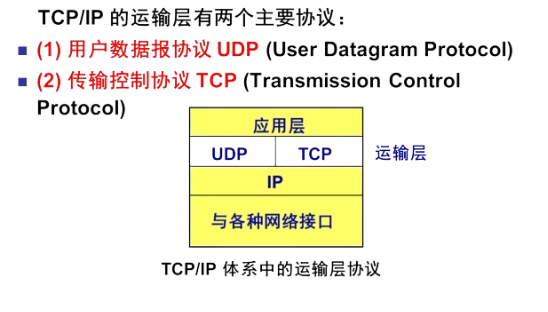 TCP/IP 的运输层有两个主要协议：
(1) 用户数据报协议 UDP (User Datagram Protocol)
(2) 传输控制协议 TCP (Transmission Control
Protocol)
应用层
UDP TCP 运输层
IP
与各种网络接口
TCP/IP 体系中的运输层协议